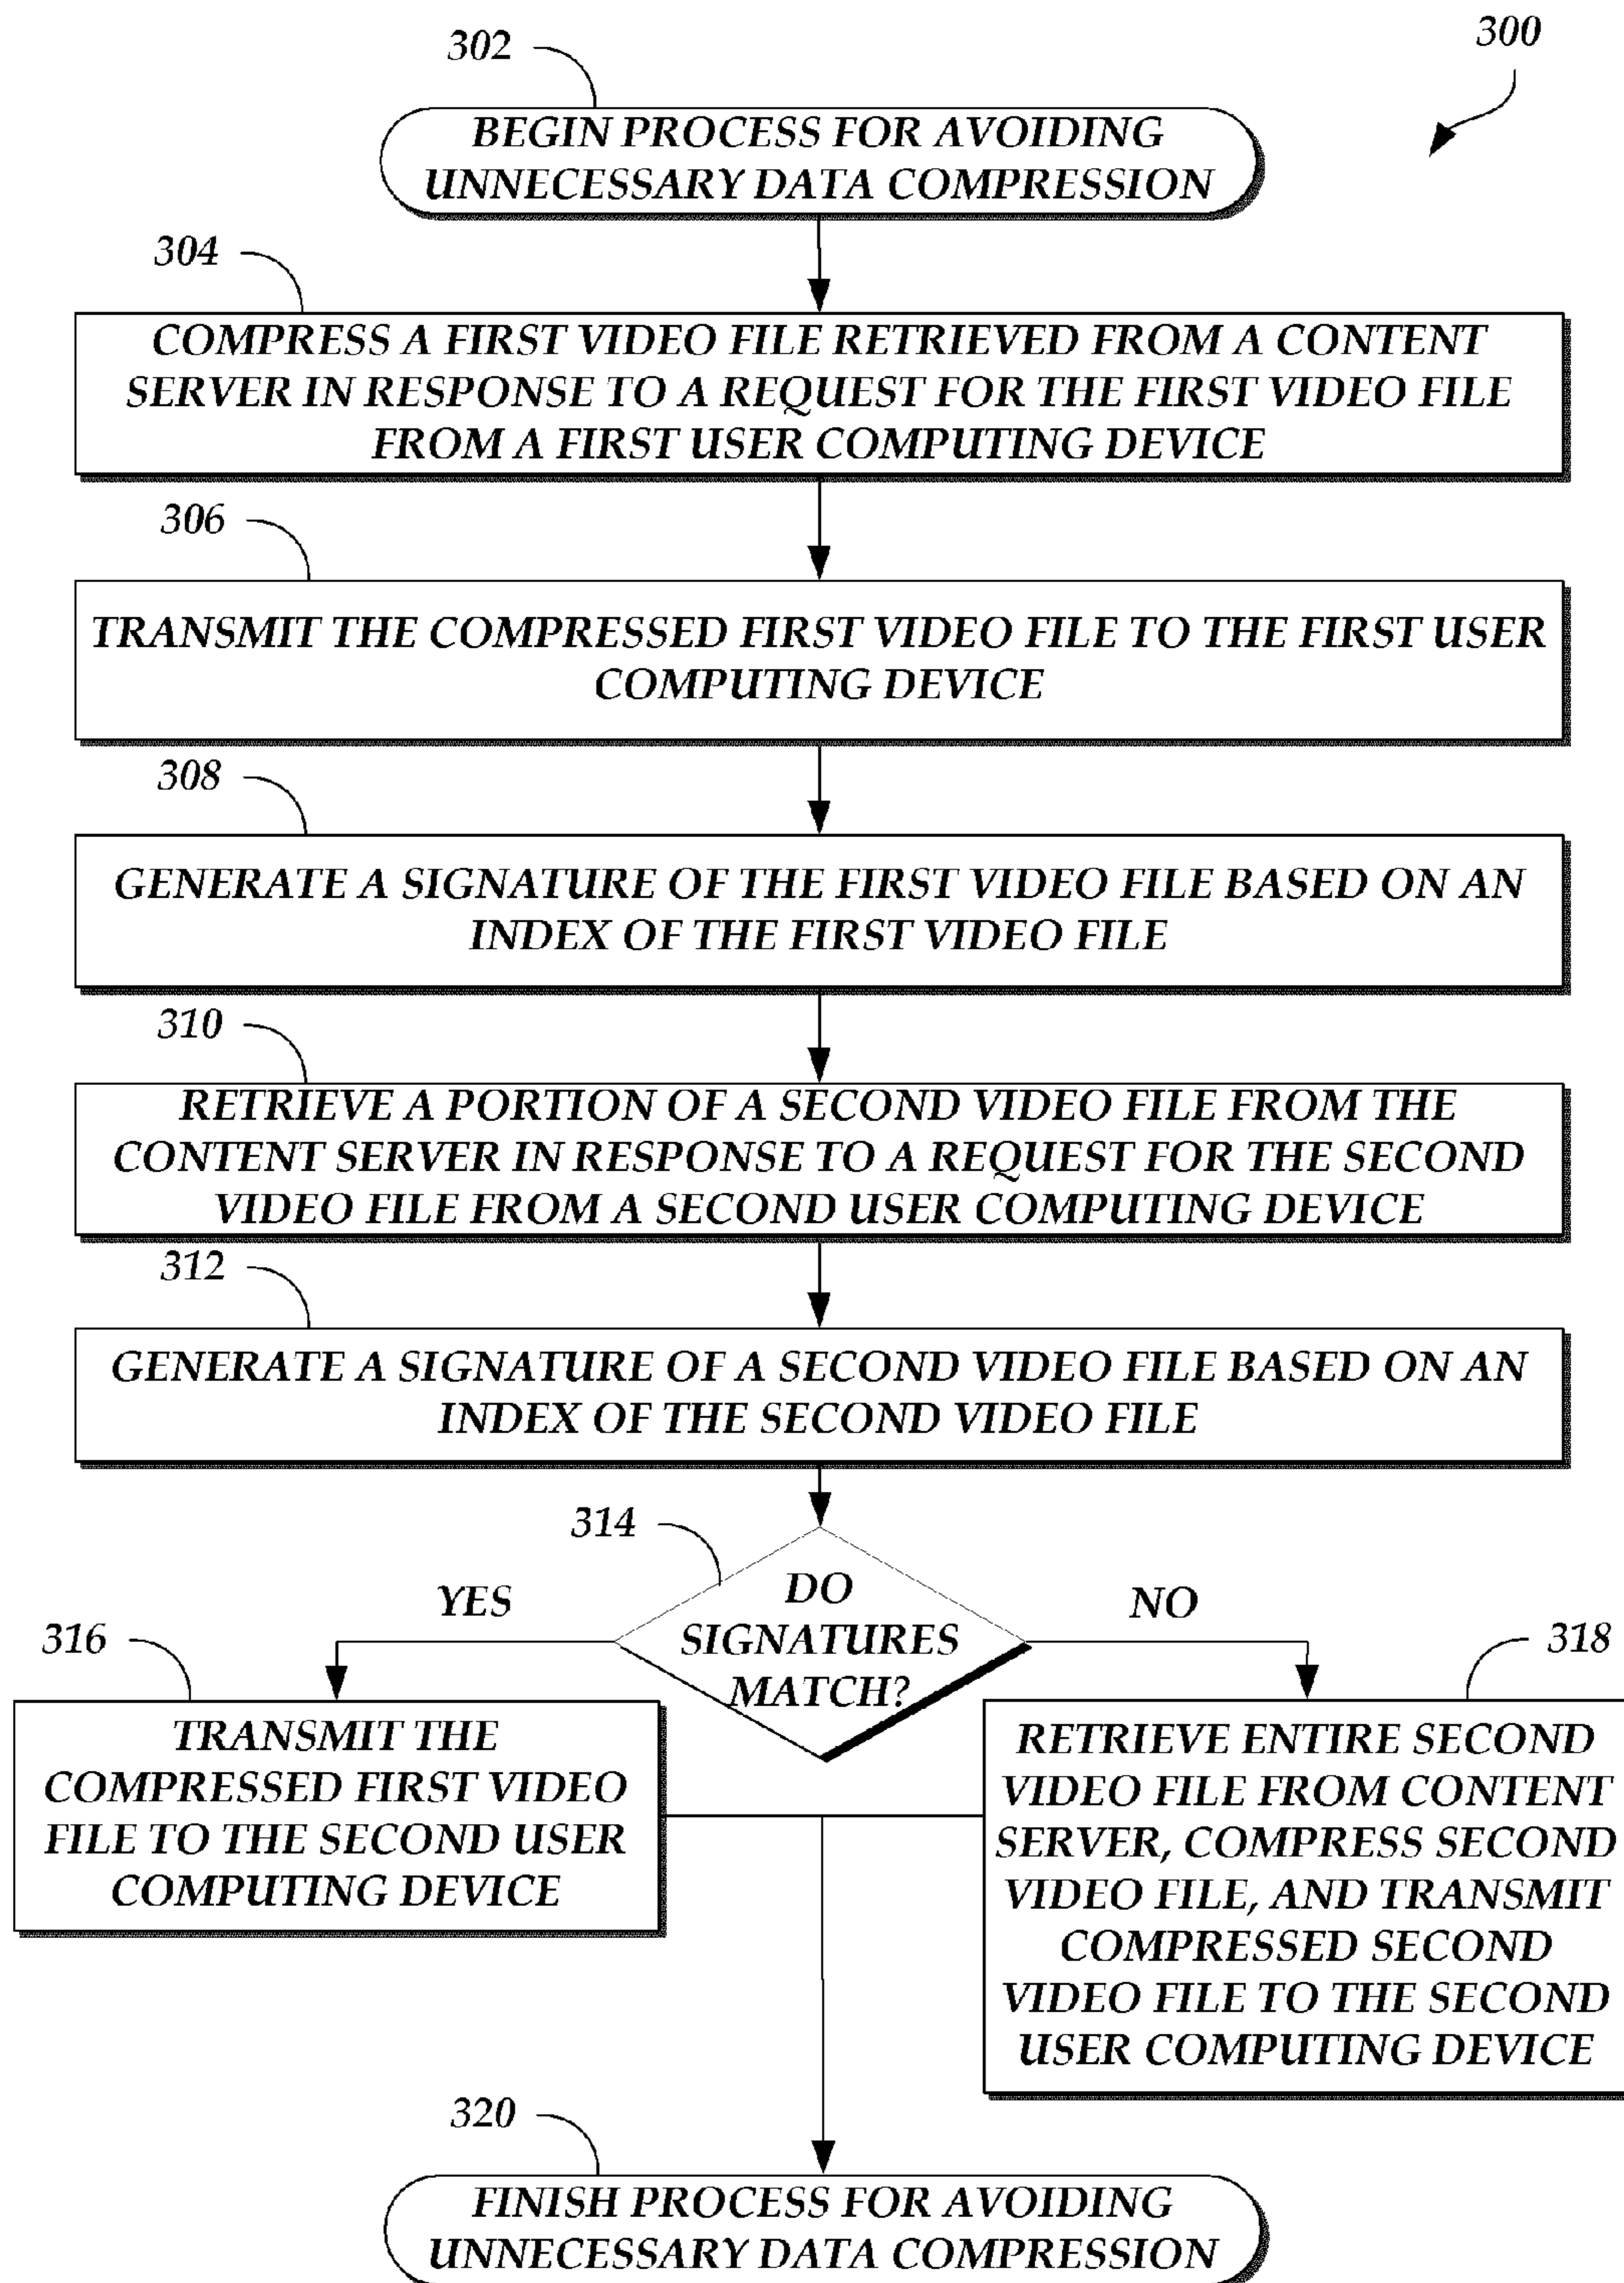 300
302
BEGIN PROCESS FOR AVOIDING
UNNECESSARY DATA COMPRESSION
304
COMPRESS A FIRST VIDEO FILE RETRIEVED FROM A CONTENT
SERVER IN RESPONSE TO A REQUEST FOR THE FIRST VIDEO FILE
FROM A FIRST USER COMPUTING DEVICE
306
TRANSMIT THE COMPRESSED FIRST VIDEO FILE TO THE FIRST USER
COMPUTING DEVICE
308
GENERATE A SIGNATURE OF THE FIRST VIDEO FILE BASED ON AN
INDEX OF THE FIRST VIDEO FILE
310
RETRIEVE A PORTION OF A SECOND VIDEO FILE FROM THE
CONTENT SERVER IN RESPONSE TO A REQUEST FOR THE SECOND
VIDEO FILE FROM A SECOND USER COMPUTING DEVICE
312
GENERATE A SIGNATURE OF A SECOND VIDEO FILE BASED ON AN
INDEX OF THE SECOND VIDEO FILE
314
DO
SIGNATURES
MATCH?
YES
NO
316
TRANSMIT THE
COMPRESSED FIRST VIDEO
FILE TO THE SECOND USER
COMPUTING DEVICE
318
RETRIEVE ENTIRE SECOND
VIDEO FILE FROM CONTENT
SERVER, COMPRESS SECOND
VIDEO FILE, AND TRANSMIT
COMPRESSED SECOND
VIDEO FILE TO THE SECOND
USER COMPUTING DEVICE
320
FINISH PROCESS FOR AVOIDING
UNNECESSARY DATA COMPRESSION